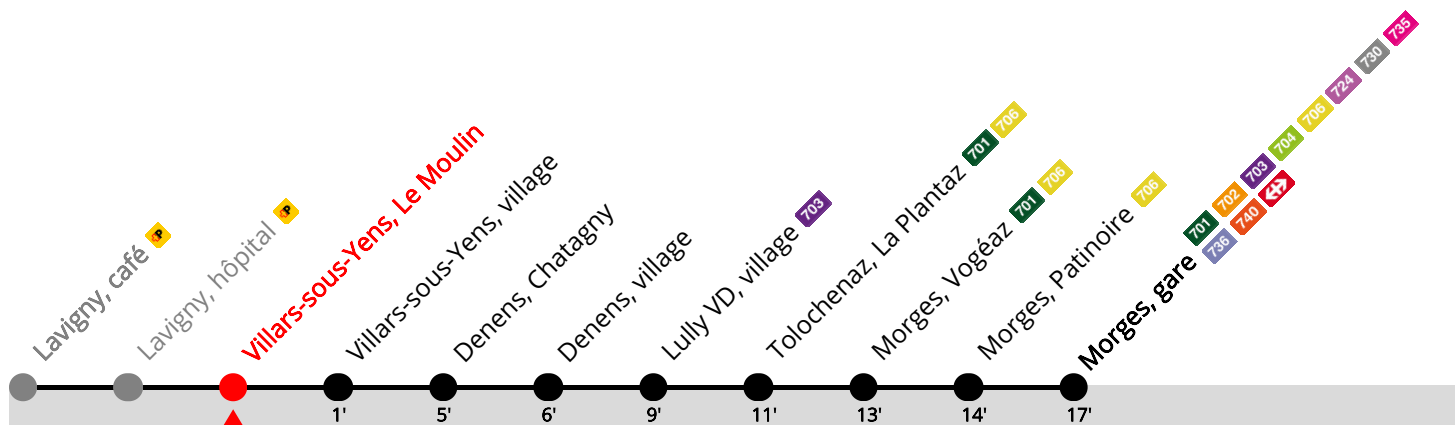 Lavigny, café P
Lavigny, hôpital P
Villars-sous-Yens, Le Moulin
Villars-sous-Yens, village
Denens, Chatagny
Denens, village
Lully VD, village 703
Tolochenaz, La Plantaz 701 706
Morges, Vogéaz 701 706
Morges, Patinoire 706
Morges, gare 701 702 703 704 706 724 730 735
736 740
1' 5' 6' 9' 11' 13' 14' 17'